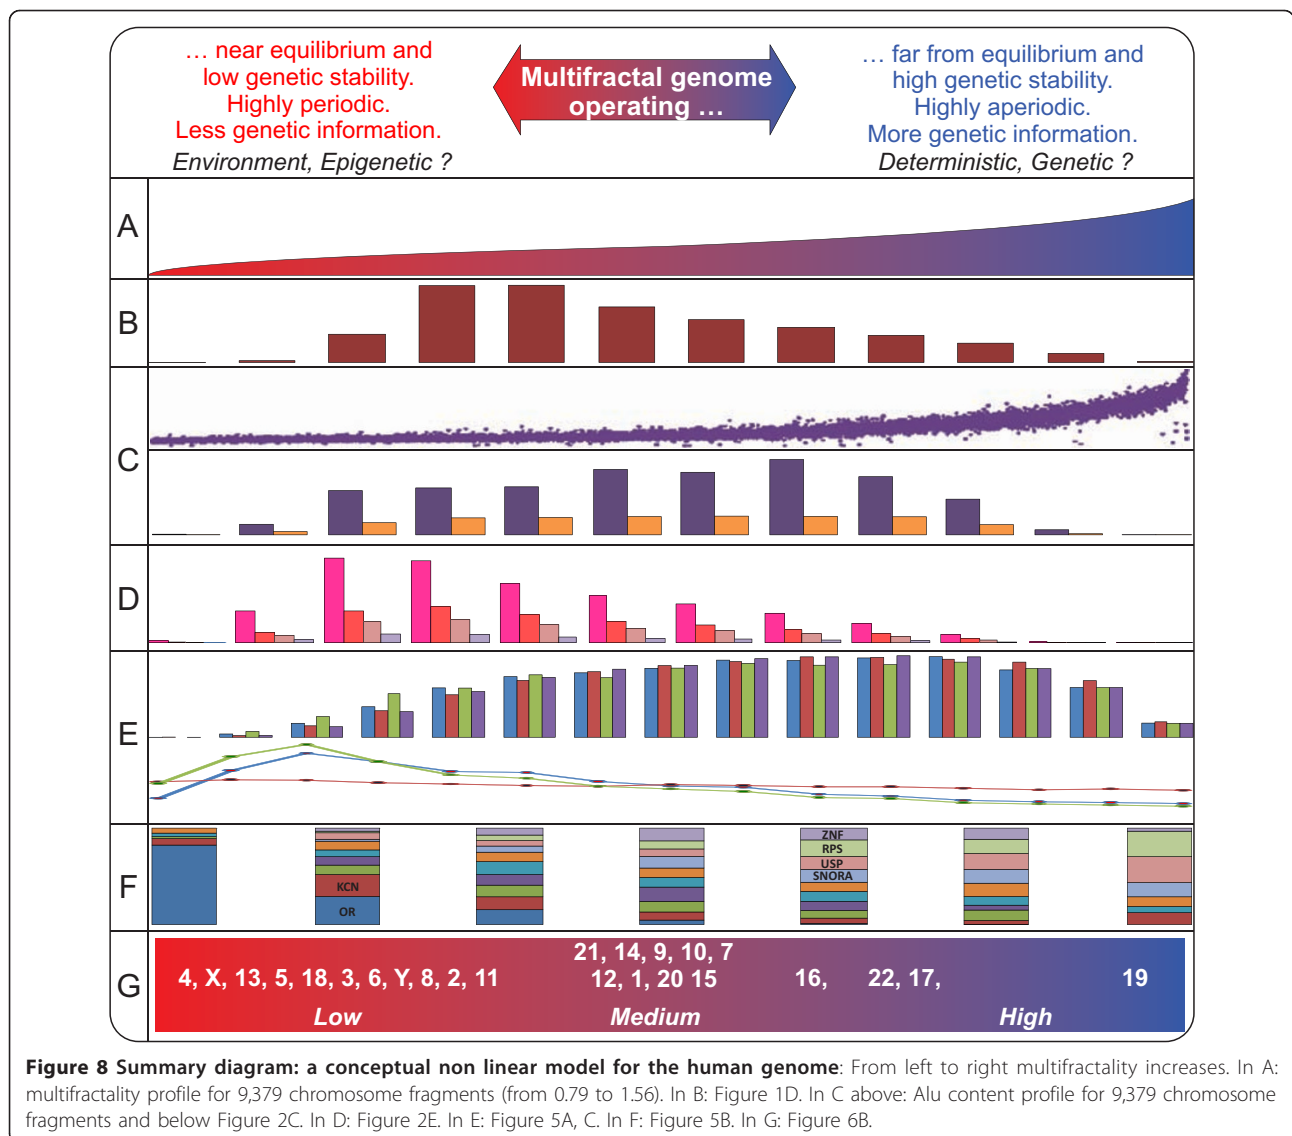 … near equilibrium and
low genetic stability.
Highly periodic.
Less genetic information.
Environment, Epigenetic ?
Multifractal genome
operating …
… far from equilibrium and
high genetic stability.
Highly aperiodic.
More genetic information.
Deterministic, Genetic ?
A
B
C
D
E
F
KCN
OR
ZNF
RPS
USP
SNORA
G
21, 14, 9, 10, 7
4, X, 13, 5, 18, 3, 6, Y, 8, 2, 11
12, 1, 20 15
16,
22, 17,
19
Low
Medium
High
Figure 8 Summary diagram: a conceptual non linear model for the human genome: From left to right multifractality increases. In A:
multifractality profile for 9,379 chromosome fragments (from 0.79 to 1.56). In B: Figure 1D. In C above: Alu content profile for 9,379 chromosome
fragments and below Figure 2C. In D: Figure 2E. In E: Figure 5A, C. In F: Figure 5B. In G: Figure 6B.